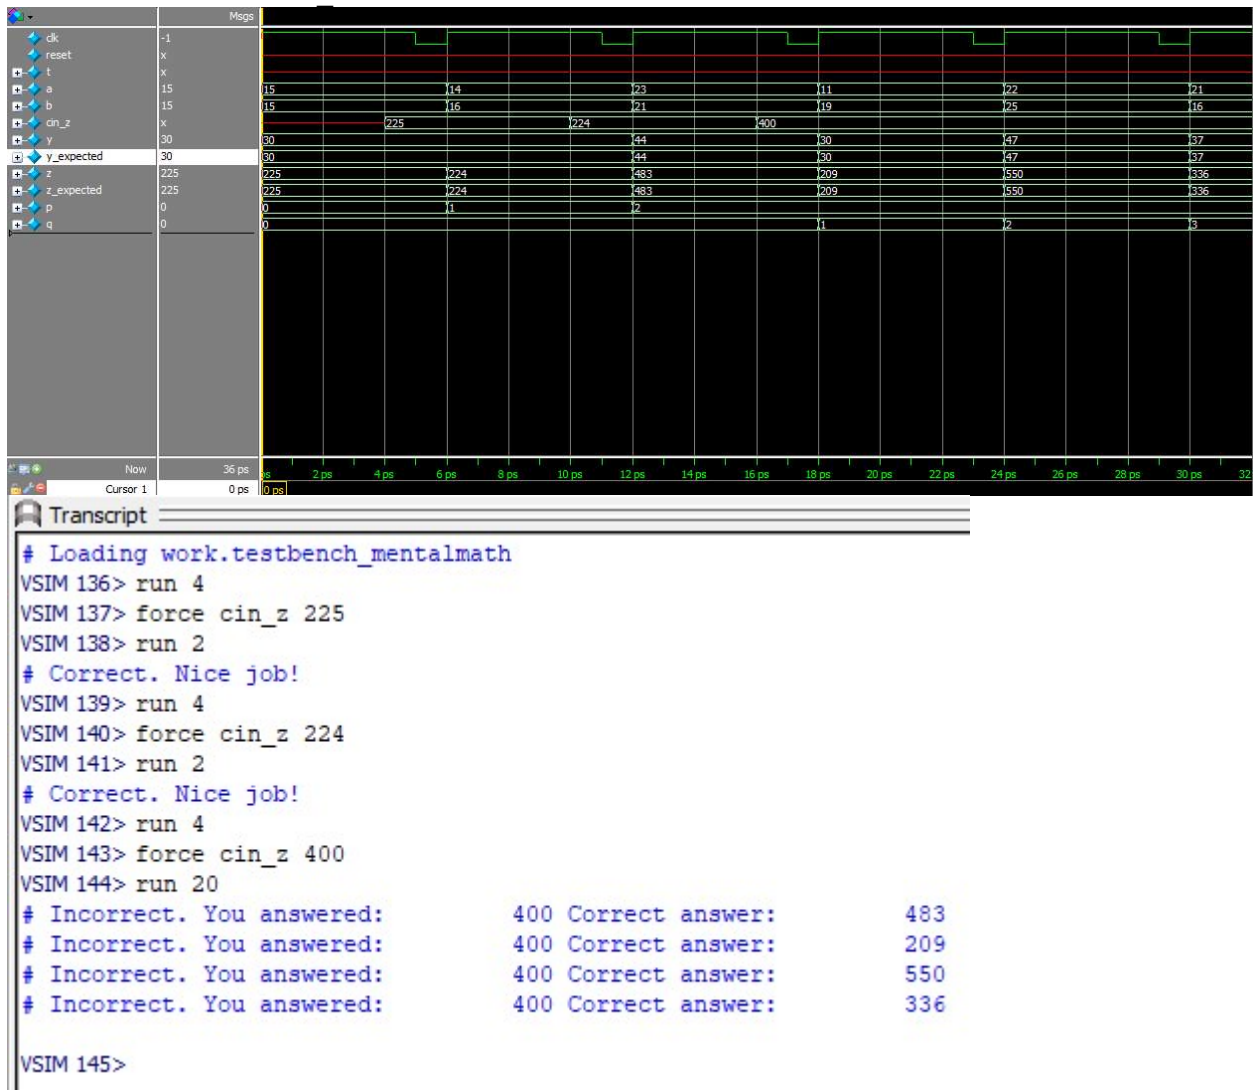 Msgs
clk -1
reset x
t x
a 15 15 14 23 11 22 21
b 15 15 16 21 19 25 16
cin_z x 225 224 400
y 30 30 44 30 47 37
y_expected 30 30 44 30 47 37
z 225 225 224 483 209 550 336
z_expected 225 225 224 483 209 550 336
p 0 0 1 2
q 0 0 1 2 3
Now 36 ps ps 2 ps 4 ps 6 ps 8 ps 10 ps 12 ps 14 ps 16 ps 18 ps 20 ps 22 ps 24 ps 26 ps 28 ps 30 ps 32
Cursor 1 0 ps 0 ps
Transcript
# Loading work.testbench_mentalmath
VSIM 136> run 4
VSIM 137> force cin_z 225
VSIM 138> run 2
# Correct. Nice job!
VSIM 139> run 4
VSIM 140> force cin_z 224
VSIM 141> run 2
# Correct. Nice job!
VSIM 142> run 4
VSIM 143> force cin_z 400
VSIM 144> run 20
# Incorrect. You answered: 400 Correct answer: 483
# Incorrect. You answered: 400 Correct answer: 209
# Incorrect. You answered: 400 Correct answer: 550
# Incorrect. You answered: 400 Correct answer: 336
VSIM 145>